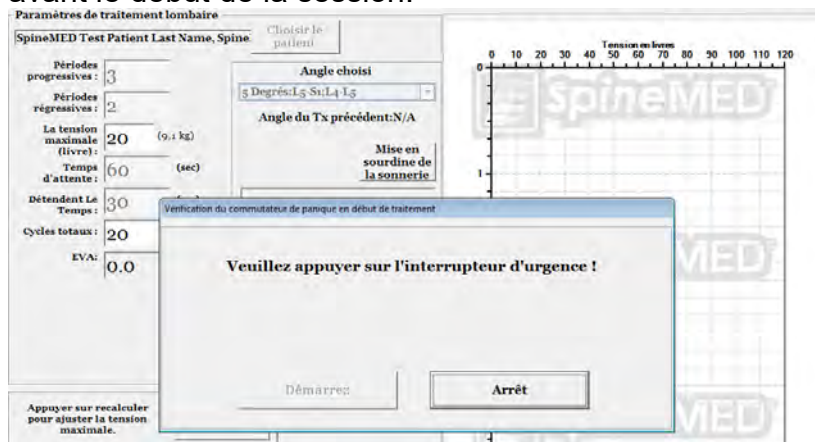 avant le début de la session.
Paramètres de traitement lombaire
SpineMED Test Patient Last Name, Spine
Choisir le
patient
Périodes
progressives : 3
Périodes
régressives : 2
La tension
maximale
(livre) : 20 (9,1 kg)
Temps
d'attente : 60 (sec)
Détendent Le
Temps : 30
Cycles totaux : 20
EVA: 0.0
Angle choisi
5 Degrés:L5-S1:L4-L5
Angle du Tx précédent:N/A
Mise en
sourdine de
la sonnerie
Tension en livres
0 10 20 30 40 50 60 70 80 90 100 110 120
0
1
SpineMED
Vérification du commutateur de panique en début de traitement
Veuillez appuyer sur l'interrupteur d'urgence !
Démarrez
Arrêt
Appuyer sur recalculer
pour ajuster la tension
maximale.